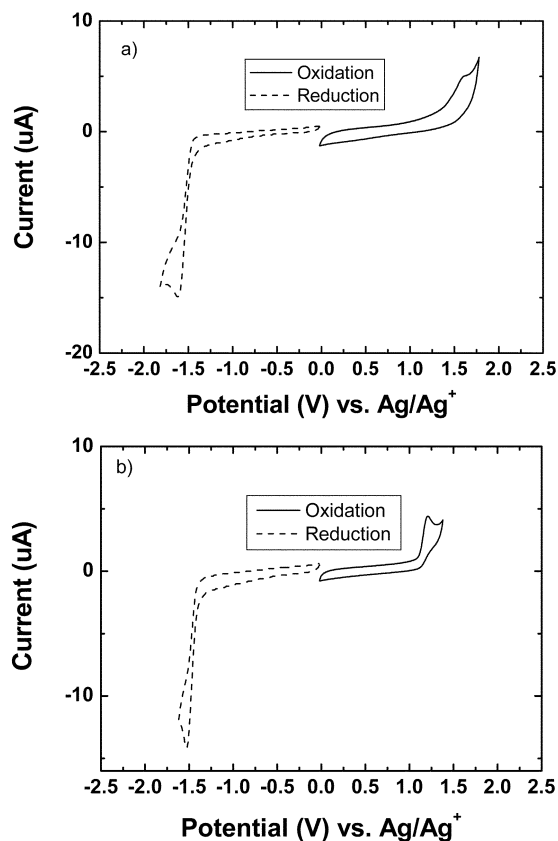 10
a)
Oxidation
Reduction
0
-10
-20
Current (uA)
-2.5 -2.0 -1.5 -1.0 -0.5 0.0 0.5 1.0 1.5 2.0 2.5
Potential (V) vs. Ag/Ag+
10
b)
Oxidation
Reduction
0
-10
Current (uA)
-2.5 -2.0 -1.5 -1.0 -0.5 0.0 0.5 1.0 1.5 2.0 2.5
Potential (V) vs. Ag/Ag+